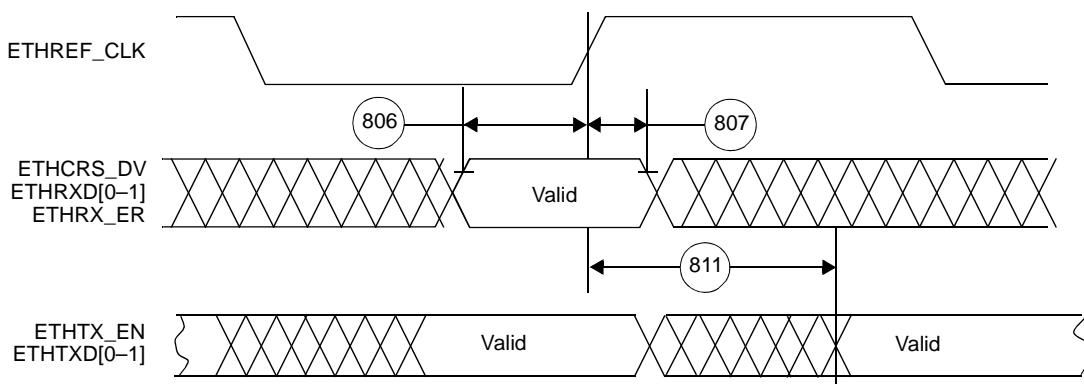 ETHREF_CLK
806
807
ETHCRS_DV
ETHRXD[0–1]
ETHRX_ER
Valid
811
ETHTX_EN
ETHTXD[0–1]
Valid
Valid